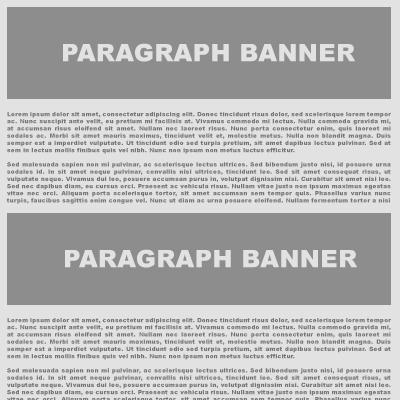 PARAGRAPH BANNER
Lorem ipsum dolor sit amet, consectetur adipiscing elit. Donec tincidunt risus dolor, sed scelerisque lorem tempor
ac. Nunc suscipit ante velit, eu pretium mi facilisis at. Vivamus commodo mi lectus. Nulla commodo gravida mi,
at accumsan risus eleifend sit amet. Nullam nec laoreet risus. Nunc porta consectetur enim, quis laoreet mi
sodales ac. Morbi sit amet mauris maximus, tincidunt velit et, molestie metus. Nulla non blandit magna. Duis
semper est a imperdiet vulputate. Ut tincidunt odio sed turpis pretium, sit amet dapibus lectus pulvinar. Sed at
sem in lectus mollis finibus quis vel nibh. Nunc non ipsum non metus luctus efficitur.
Sed malesuada sapien non mi pulvinar, ac scelerisque lectus ultrices. Sed bibendum justo nisi, id posuere urna
sodales id. In sit amet neque pulvinar, convallis nisi ultrices, tincidunt ex. Sed sit amet consequat risus, ut
vulputate neque. Vivamus dui leo, posuere accumsan purus in, volutpat dignissim nisi. Curabitur sit amet nisi leo.
Sed nec dapibus diam, eu cursus orci. Praesent ac vehicula risus. Nullam vitae justo non ipsum maximus egestas
vitae nec orci. Aliquam porta scelerisque tortor, sit amet accumsan sem tempor quis. Phasellus varius nunc
turpis, faucibus sagittis enim congue vel. Nunc ut diam ac urna posuere eleifend. Nullam fermentum tortor a nisi
PARAGRAPH BANNER
Lorem ipsum dolor sit amet, consectetur adipiscing elit. Donec tincidunt risus dolor, sed scelerisque lorem tempor
ac. Nunc suscipit ante velit, eu pretium mi facilisis at. Vivamus commodo mi lectus. Nulla commodo gravida mi,
at accumsan risus eleifend sit amet. Nullam nec laoreet risus. Nunc porta consectetur enim, quis laoreet mi
sodales ac. Morbi sit amet mauris maximus, tincidunt velit et, molestie metus. Nulla non blandit magna. Duis
semper est a imperdiet vulputate. Ut tincidunt odio sed turpis pretium, sit amet dapibus lectus pulvinar. Sed at
sem in lectus mollis finibus quis vel nibh. Nunc non ipsum non metus luctus efficitur.
Sed malesuada sapien non mi pulvinar, ac scelerisque lectus ultrices. Sed bibendum justo nisi, id posuere urna
sodales id. In sit amet neque pulvinar, convallis nisi ultrices, tincidunt ex. Sed sit amet consequat risus, ut
vulputate neque. Vivamus dui leo, posuere accumsan purus in, volutpat dignissim nisi. Curabitur sit amet nisi leo.
Sed nec dapibus diam, eu cursus orci. Praesent ac vehicula risus. Nullam vitae justo non ipsum maximus egestas
vitae nec orci. Aliquam porta scelerisque tortor, sit amet accumsan sem tempor quis. Phasellus varius nunc